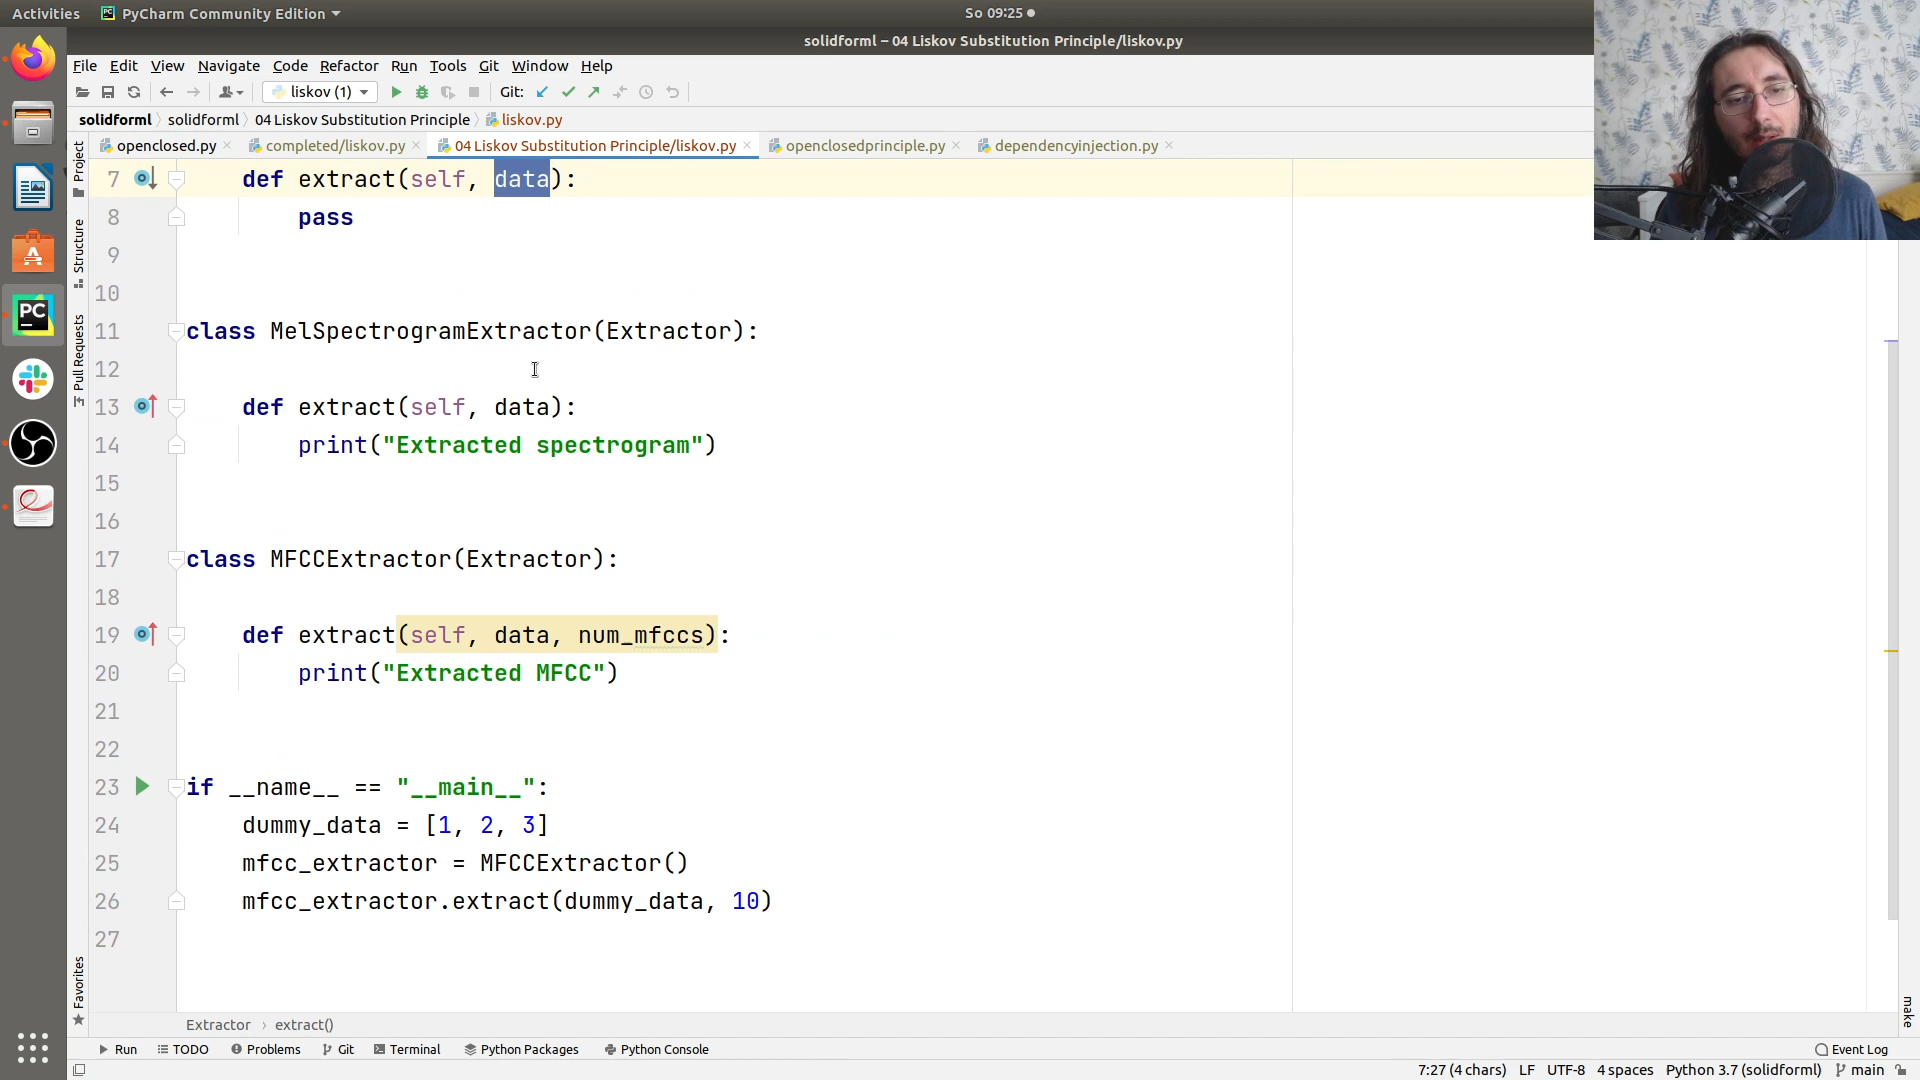 Activities PyCharm Community Edition So 09:25
solidforml – 04 Liskov Substitution Principle/liskov.py
File Edit View Navigate Code Refactor Run Tools Git Window Help
liskov (1) Git:
solidforml solidforml 04 Liskov Substitution Principle liskov.py
openclosed.py completed/liskov.py 04 Liskov Substitution Principle/liskov.py openclosedprinciple.py dependencyinjection.py
Project
Structure
Pull Requests
Favorites
make
7 def extract(self, data):
8 pass
9
10
11 class MelSpectrogramExtractor(Extractor):
12
13 def extract(self, data):
14 print("Extracted spectrogram")
15
16
17 class MFCCExtractor(Extractor):
18
19 def extract(self, data, num_mfccs):
20 print("Extracted MFCC")
21
22
23 if __name__ == "__main__":
24 dummy_data = [1, 2, 3]
25 mfcc_extractor = MFCCExtractor()
26 mfcc_extractor.extract(dummy_data, 10)
27
Extractor › extract()
Run TODO Problems Git Terminal Python Packages Python Console Event Log
7:27 (4 chars) LF UTF-8 4 spaces Python 3.7 (solidforml) main
PC